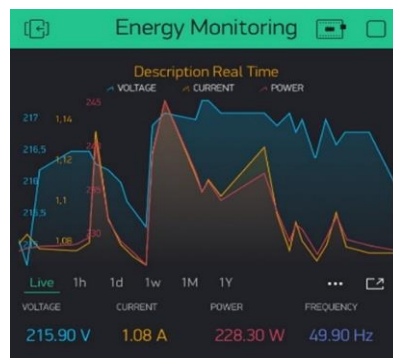 Energy Monitoring
Description Real Time
VOLTAGE CURRENT POWER
245
217 1,14
216,5 1,12
216 235
1,1
215,5
230
1,08
Live 1h 1d 1w 1M 1Y ...
VOLTAGE CURRENT POWER FREQUENCY
215.90 V 1.08 A 228.30 W 49.90 Hz